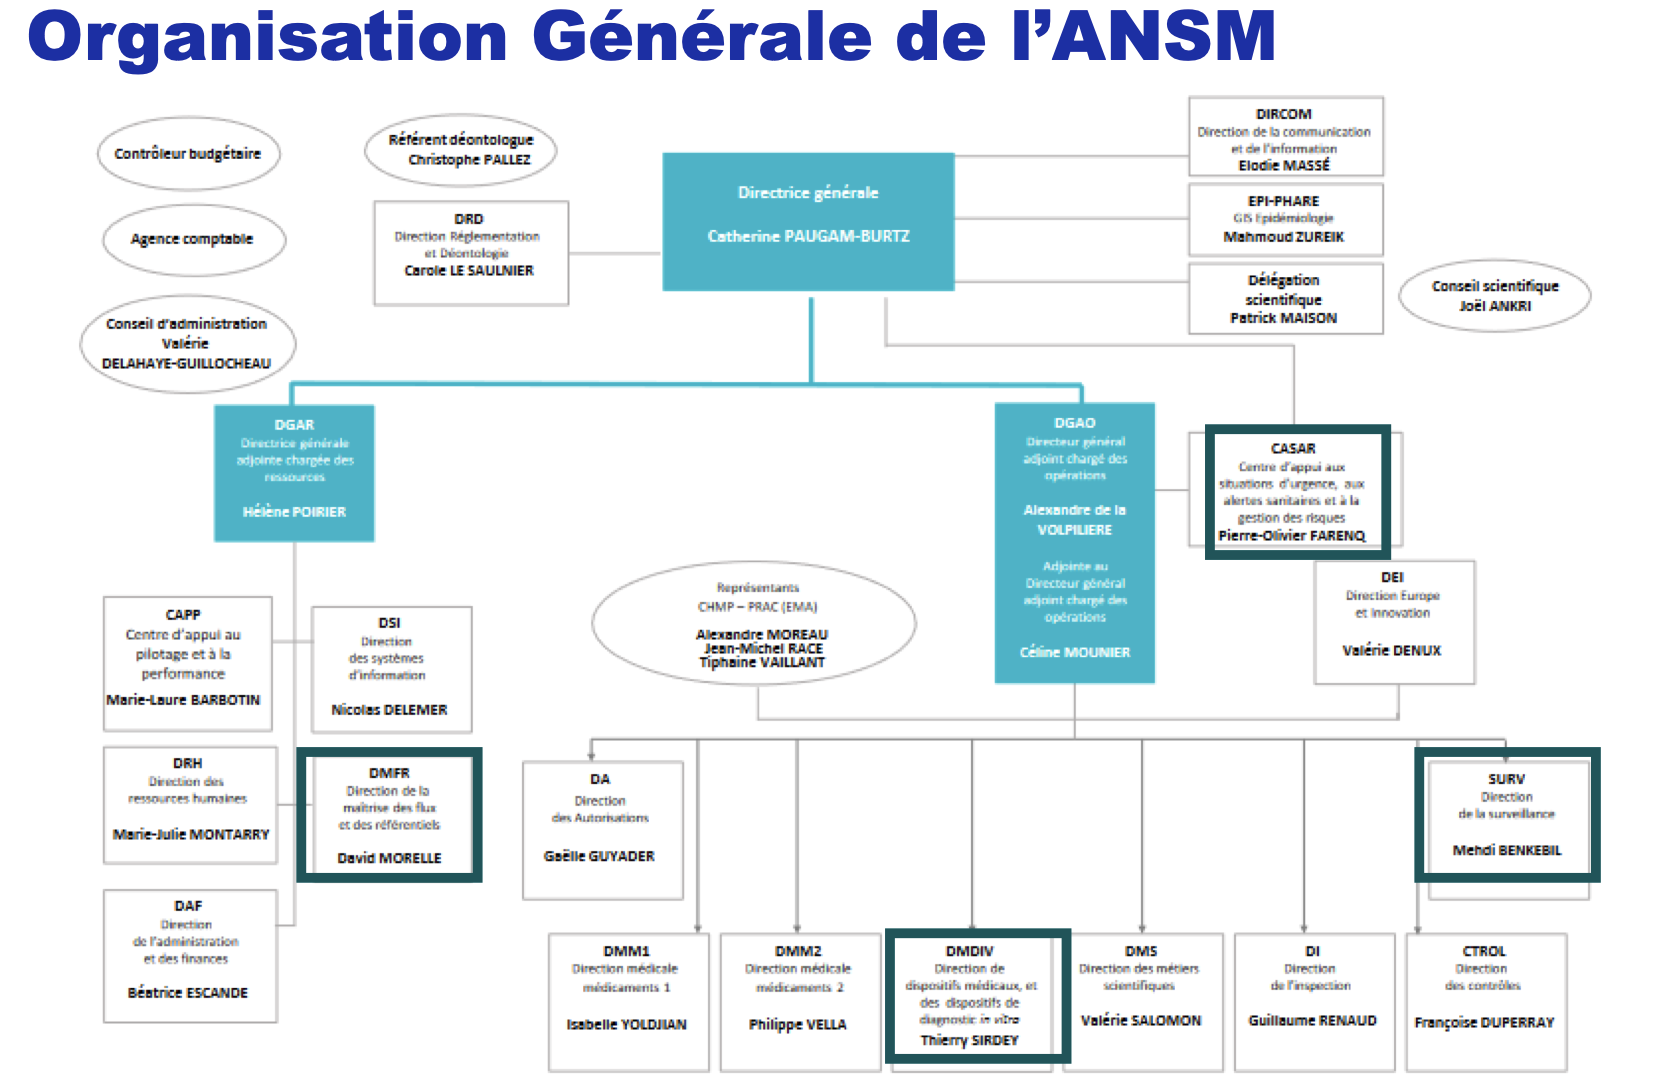 Organisation Générale de l'ANSM
Contrôleur budgétaire
Agence comptable
Conseil d'administration
Valérie
DELAHAYE-GUILLOCHEAU
Référent déontologue
Christophe PALLEZ
DRD
Direction Réglementation
et Déontologie
Carole LE SAULNIER
Directrice générale
Catherine PAUGAM-BURTZ
DIRCOM
Direction de la communication
et de l'information
Elodie MASSÉ
EPI-PHARE
GIS Epidémiologie
Mahmoud ZUREIK
Délégation
scientifique
Patrick MAISON
Conseil scientifique
Joël ANKRI
DGAR
Directrice générale
adjointe chargée des
ressources
Hélène POIRIER
DGAO
Directeur général
adjoint chargé des
opérations
Alexandre de la
VOLPILIERE
Adjointe au
Directeur général
adjoint chargé des
opérations
Céline MOUNIER
CASAR
Centre d'appui aux
situations d'urgence, aux
alertes sanitaires et à la
gestion des risques
Pierre-Olivier FARENQ
DEI
Direction Europe
et Innovation
Valérie DENUX
Représentants
CHMP – PRAC (EMA)
Alexandre MOREAU
Jean-Michel RACE
Tiphaine VAILLANT
CAPP
Centre d'appui au
pilotage et à la
performance
Marie-Laure BARBOTIN
DSI
Direction
des systèmes
d'information
Nicolas DELEMER
DRH
Direction des
ressources humaines
Marie-Julie MONTARRY
DMFR
Direction de la
maîtrise des flux
et des référentiels
David MORELLE
DAF
Direction
de l'administration
et des finances
Béatrice ESCANDE
DA
Direction
des Autorisations
Gaëlle GUYADER
SURV
Direction
de la surveillance
Mehdi BENKEBIL
DMM1
Direction médicale
médicaments 1
Isabelle YOLDJIAN
DMM2
Direction médicale
médicaments 2
Philippe VELLA
DMDIV
Direction de
dispositifs médicaux, et
des dispositifs de
diagnostic in vitro
Thierry SIRDEY
DMS
Direction des métiers
scientifiques
Valérie SALOMON
DI
Direction
de l'inspection
Guillaume RENAUD
CTROL
Direction
des contrôles
Françoise DUPERRAY